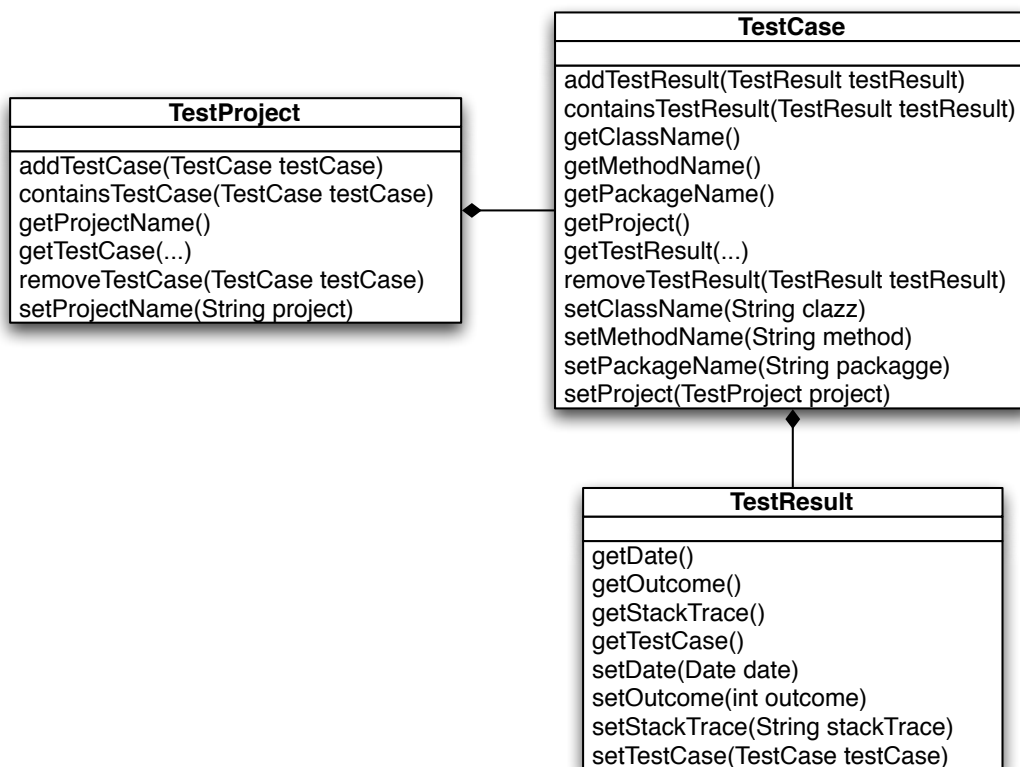 TestProject
addTestCase(TestCase testCase)
containsTestCase(TestCase testCase)
getProjectName()
getTestCase(...)
removeTestCase(TestCase testCase)
setProjectName(String project)
TestCase
addTestResult(TestResult testResult)
containsTestResult(TestResult testResult)
getClassName()
getMethodName()
getPackageName()
getProject()
getTestResult(...)
removeTestResult(TestResult testResult)
setClassName(String clazz)
setMethodName(String method)
setPackageName(String packagge)
setProject(TestProject project)
TestResult
getDate()
getOutcome()
getStackTrace()
getTestCase()
setDate(Date date)
setOutcome(int outcome)
setStackTrace(String stackTrace)
setTestCase(TestCase testCase)